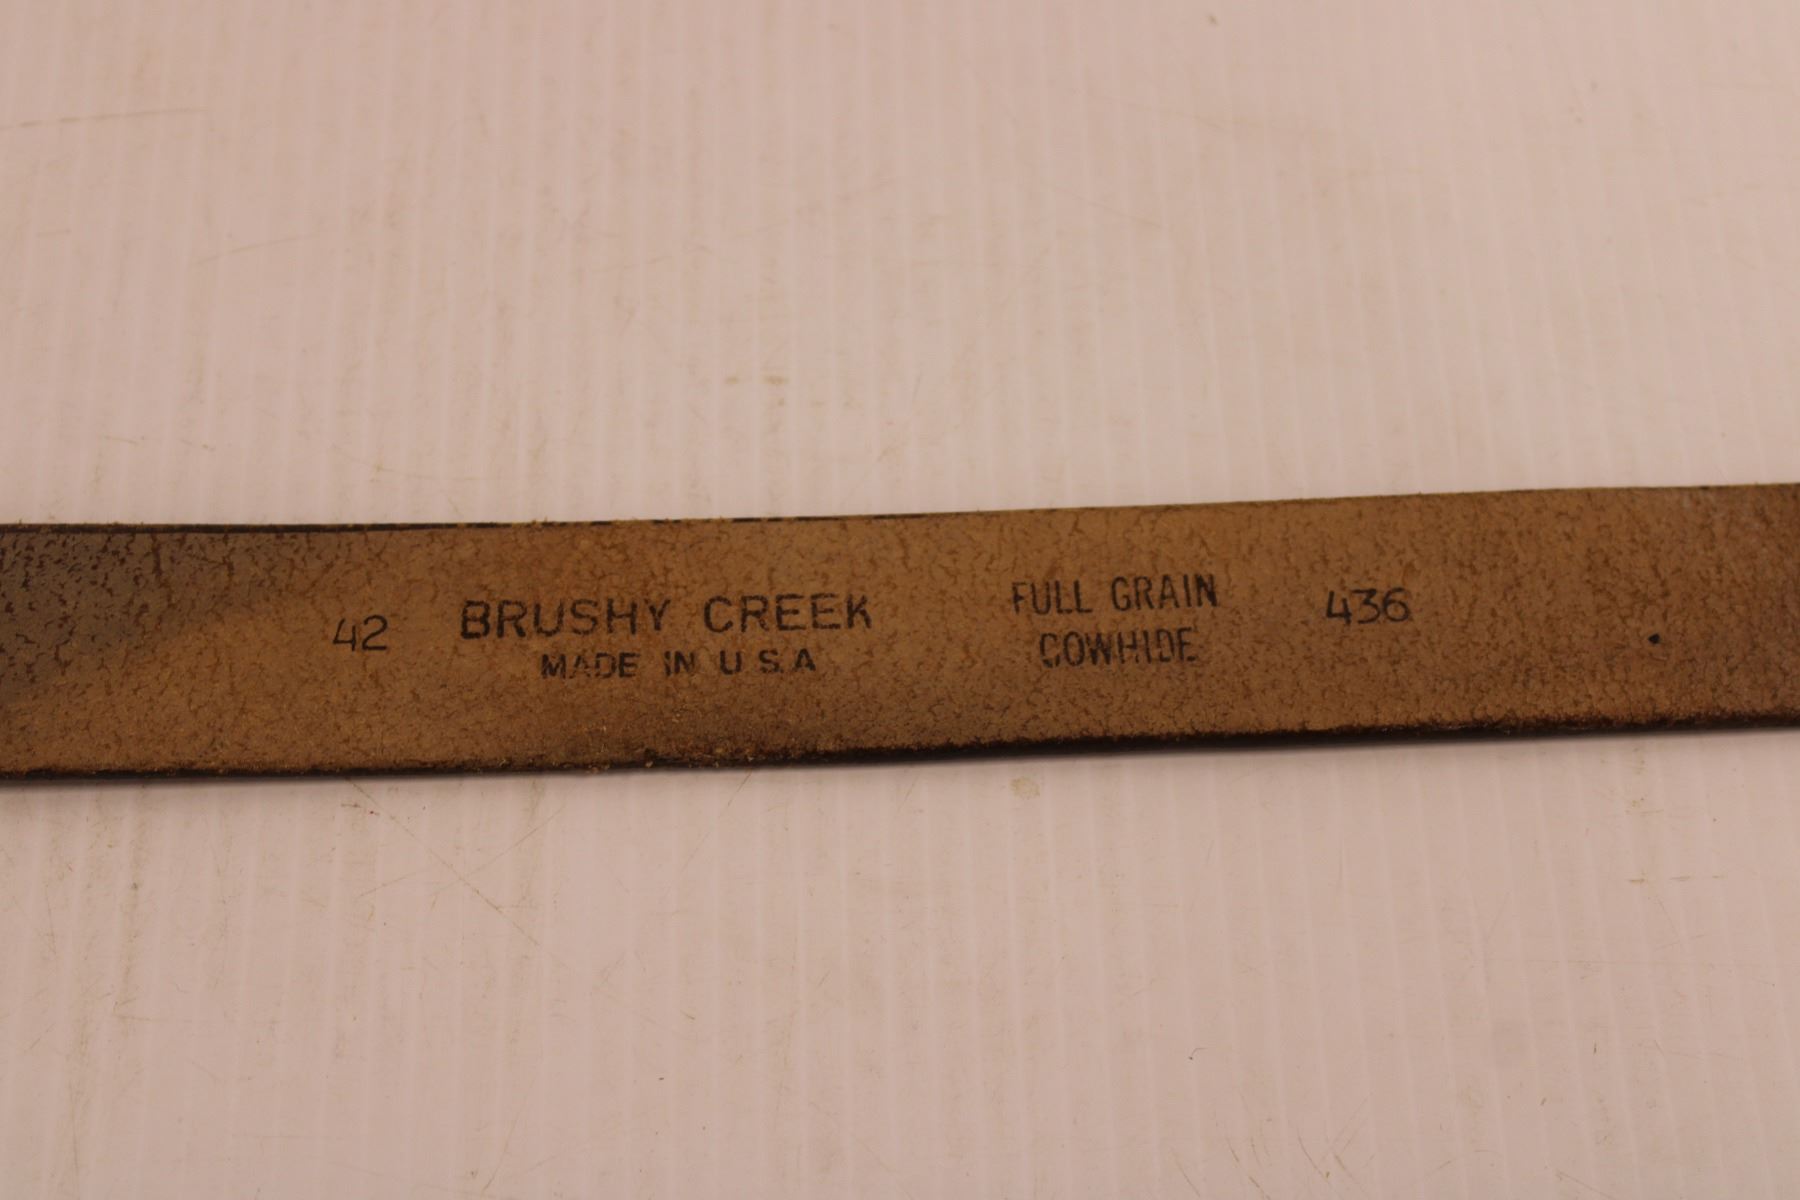 42 BRUSHY CREEK FULL GRAIN 436
MADE IN U.S.A COWHIDE